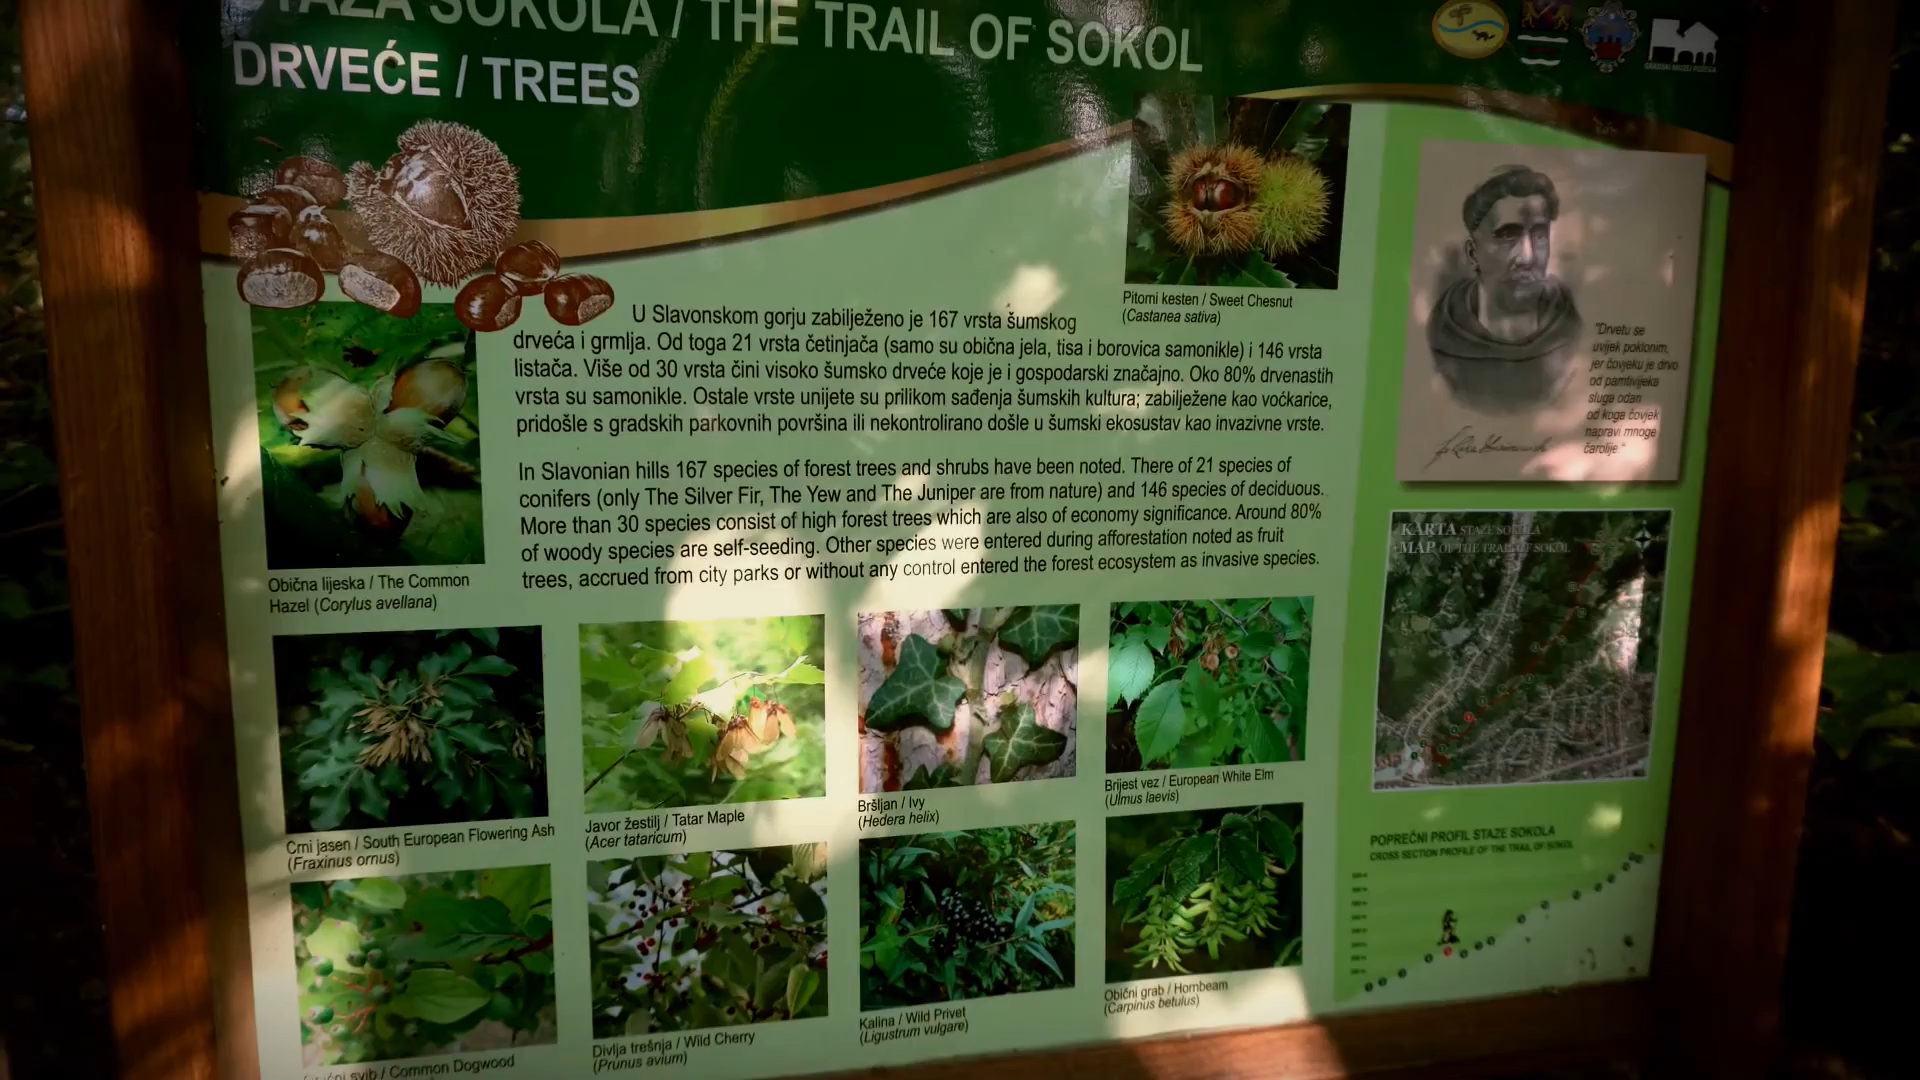 STAZA SOKOLA / THE TRAIL OF SOKOL
DRVEĆE / TREES
Pitomi kesten / Sweet Chesnut
(Castanea sativa)
U Slavonskom gorju zabilježeno je 167 vrsta šumskog
drveća i grmlja. Od toga 21 vrsta četinjača (samo su obična jela, tisa i borovica samonikle) i 146 vrsta
listača. Više od 30 vrsta čini visoko šumsko drveće koje je i gospodarski značajno. Oko 80% drvenastih
vrsta su samonikle. Ostale vrste unijete su prilikom sađenja šumskih kultura; zabilježene kao voćkarice,
pridošle s gradskih parkovnih površina ili nekontrolirano došle u šumski ekosustav kao invazivne vrste.
In Slavonian hills 167 species of forest trees and shrubs have been noted. There of 21 species of
conifers (only The Silver Fir, The Yew and The Juniper are from nature) and 146 species of deciduous.
More than 30 species consist of high forest trees which are also of economy significance. Around 80%
of woody species are self-seeding. Other species were entered during afforestation noted as fruit
trees, accrued from city parks or without any control entered the forest ecosystem as invasive species.
"Drvetu se
uvijek poklonim,
jer čovjeku je drvo
od pamtivijeka
sluga odan
od koga čovjek
napravi mnoge
čarolije."
Obična lijeska / The Common
Hazel (Corylus avellana)
KARTA STAZE SOKOLA
MAP OF THE TRAIL OF SOKOL
Crni jasen / South European Flowering Ash
(Fraxinus ornus)
Javor žestilj / Tatar Maple
(Acer tataricum)
Bršljan / Ivy
(Hedera helix)
Brijest vez / European White Elm
(Ulmus laevis)
POPREČNI PROFIL STAZE SOKOLA
CROSS SECTION PROFILE OF THE TRAIL OF SOKOL
svib / Common Dogwood
Divlja trešnja / Wild Cherry
(Prunus avium)
Kalina / Wild Privet
(Ligustrum vulgare)
Obični grab / Hornbeam
(Carpinus betulus)